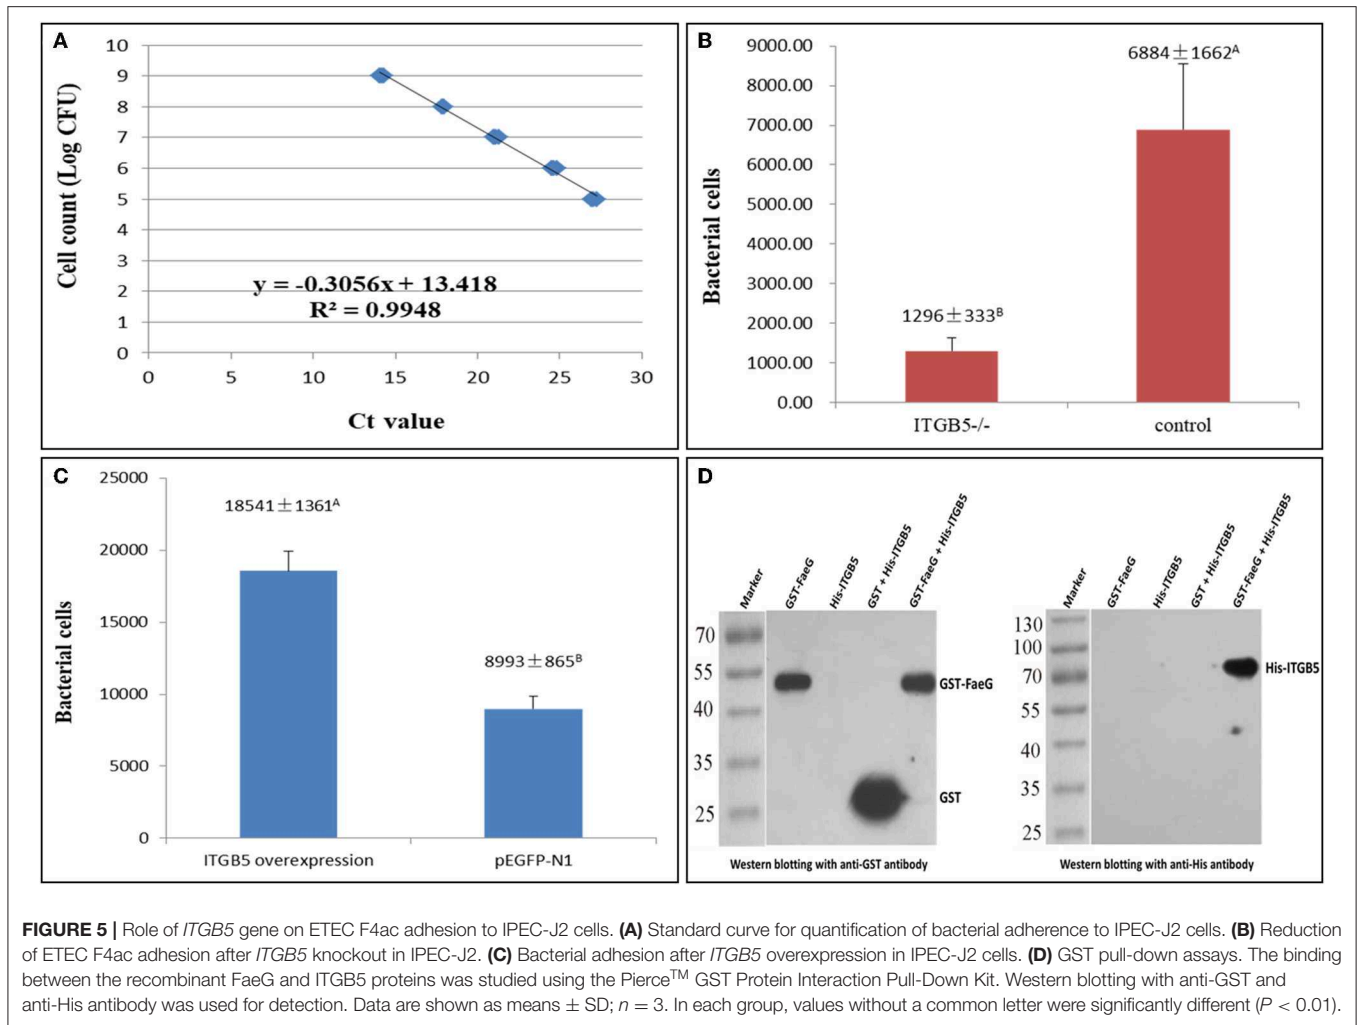 A
10
9
8
7
6
5
4
3
2
1
0
Cell count (Log CFU)
y = -0.3056x + 13.418
R² = 0.9948
0 5 10 15 20 25 30
Ct value
B
9000.00
8000.00
7000.00
6000.00
5000.00
4000.00
3000.00
2000.00
1000.00
0.00
Bacterial cells
1296±333ᴮ
6884±1662ᴬ
ITGB5-/- control
C
25000
20000
15000
10000
5000
0
Bacterial cells
18541±1361ᴬ
8993±865ᴮ
ITGB5 overexpression pEGFP-N1
D
Marker
GST-FaeG
His-ITGB5
GST + His-ITGB5
GST-FaeG + His-ITGB5
70
55
40
35
25
GST-FaeG
GST
Western blotting with anti-GST antibody
Marker
GST-FaeG
His-ITGB5
GST + His-ITGB5
GST-FaeG + His-ITGB5
130
100
70
55
40
35
25
His-ITGB5
Western blotting with anti-His antibody
FIGURE 5 | Role of ITGB5 gene on ETEC F4ac adhesion to IPEC-J2 cells. (A) Standard curve for quantification of bacterial adherence to IPEC-J2 cells. (B) Reduction
of ETEC F4ac adhesion after ITGB5 knockout in IPEC-J2. (C) Bacterial adhesion after ITGB5 overexpression in IPEC-J2 cells. (D) GST pull-down assays. The binding
between the recombinant FaeG and ITGB5 proteins was studied using the Pierce™ GST Protein Interaction Pull-Down Kit. Western blotting with anti-GST and
anti-His antibody was used for detection. Data are shown as means ± SD; n = 3. In each group, values without a common letter were significantly different (P < 0.01).